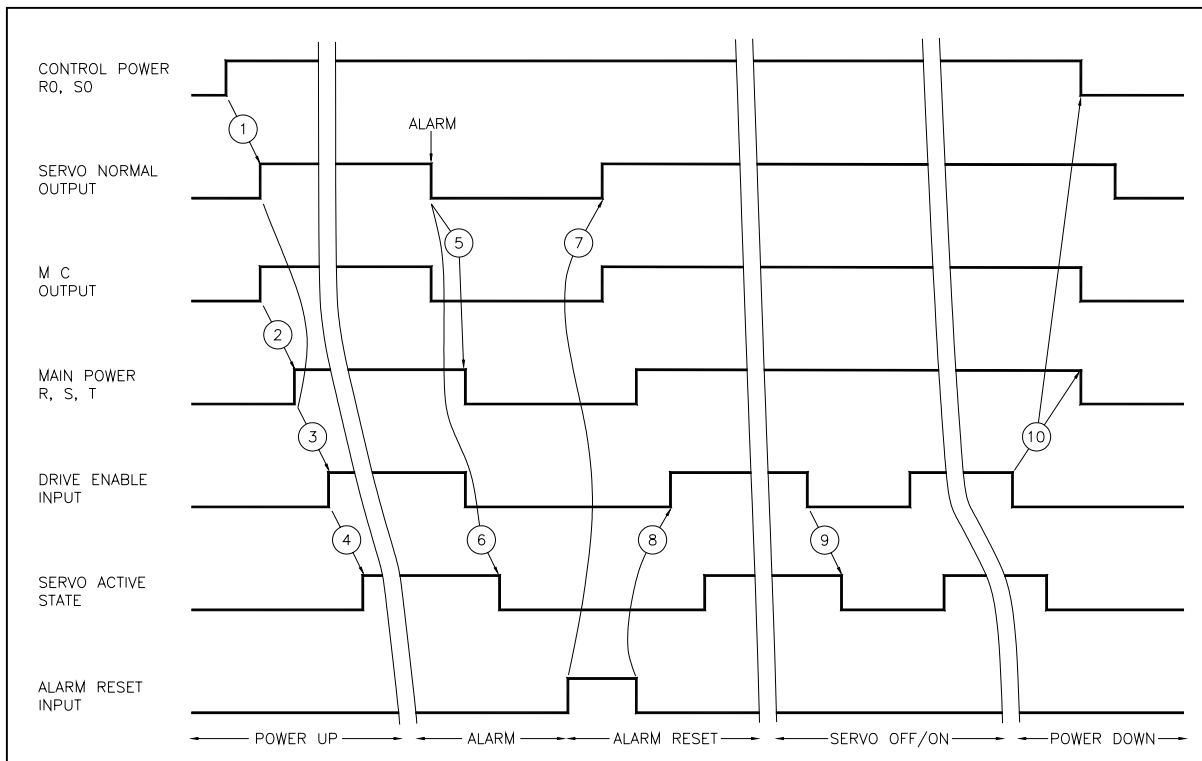 CONTROL POWER
R0, S0
1
ALARM
SERVO NORMAL
OUTPUT
5
7
M C
OUTPUT
2
MAIN POWER
R, S, T
3
10
DRIVE ENABLE
INPUT
4
6
8
9
SERVO ACTIVE
STATE
ALARM RESET
INPUT
POWER UP
ALARM
ALARM RESET
SERVO OFF/ON
POWER DOWN